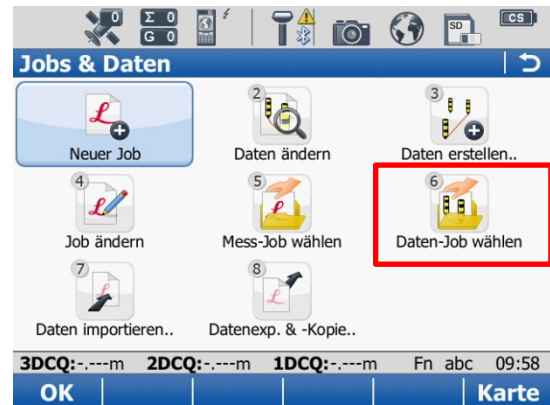 0 Σ 0 G 0 SD CS
Jobs & Daten
Neuer Job
2 Daten ändern
3 Daten erstellen..
4 Job ändern
5 Mess-Job wählen
6 Daten-Job wählen
7 Daten importieren..
8 Datenexp. & -Kopie..
3DCQ:-.---m 2DCQ:-.---m 1DCQ:-.---m Fn abc 09:58
OK Karte